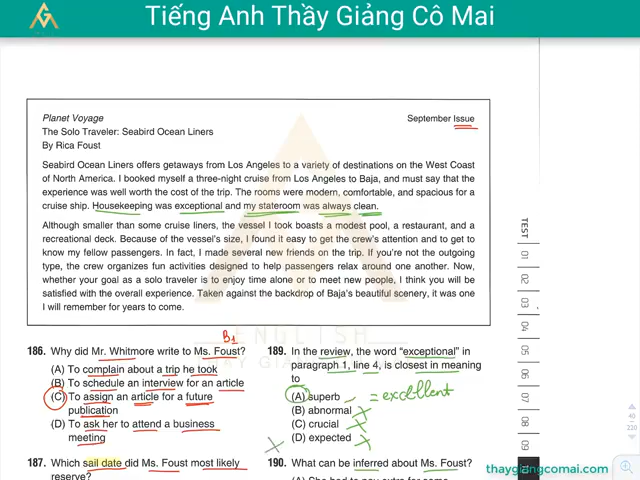 Tiếng Anh Thầy Giảng Cô Mai
Planet Voyage
September Issue
The Solo Traveler: Seabird Ocean Liners
By Rica Foust
Seabird Ocean Liners offers getaways from Los Angeles to a variety of destinations on the West Coast
of North America. I booked myself a three-night cruise from Los Angeles to Baja, and must say that the
experience was well worth the cost of the trip. The rooms were modern, comfortable, and spacious for a
cruise ship. Housekeeping was exceptional and my stateroom was always clean.
Although smaller than some cruise liners, the vessel I took boasts a modest pool, a restaurant, and a
recreational deck. Because of the vessel's size, I found it easy to get the crew's attention and to get to
know my fellow passengers. In fact, I made several new friends on the trip. If you're not the outgoing
type, the crew organizes fun activities designed to help passengers relax around one another. Now,
whether your goal as a solo traveler is to enjoy time alone or to meet new people, I think you will be
satisfied with the overall experience. Taken against the backdrop of Baja's beautiful scenery, it was one
I will remember for years to come.
B1
ENGLISH
186. Why did Mr. Whitmore write to Ms. Foust?
(A) To complain about a trip he took
(B) To schedule an interview for an article
(C) To assign an article for a future
publication
(D) To ask her to attend a business
meeting
187. Which sail date did Ms. Foust most likely
reserve?
189. In the review, the word "exceptional" in
paragraph 1, line 4, is closest in meaning
to
(A) superb = excellent
(B) abnormal
(C) crucial
(D) expected
190. What can be inferred about Ms. Foust?
(A) She had to pay extra for some
TEST
01
02
03
04
05
06
07
08
09
10
40
220
thaygiangcomai.com